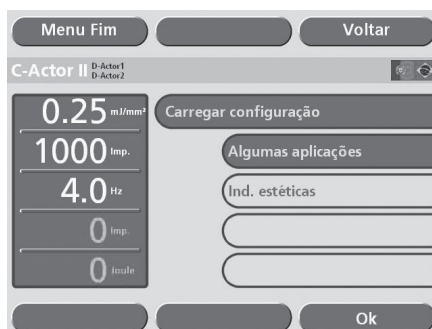 Menu Fim
Voltar
C-Actor II D-Actor1
D-Actor2
0.25 mJ/mm²
Carregar configuração
1000 Imp.
Algumas aplicações
4.0 Hz
Ind. estéticas
0 Imp.
0 Joule
Ok